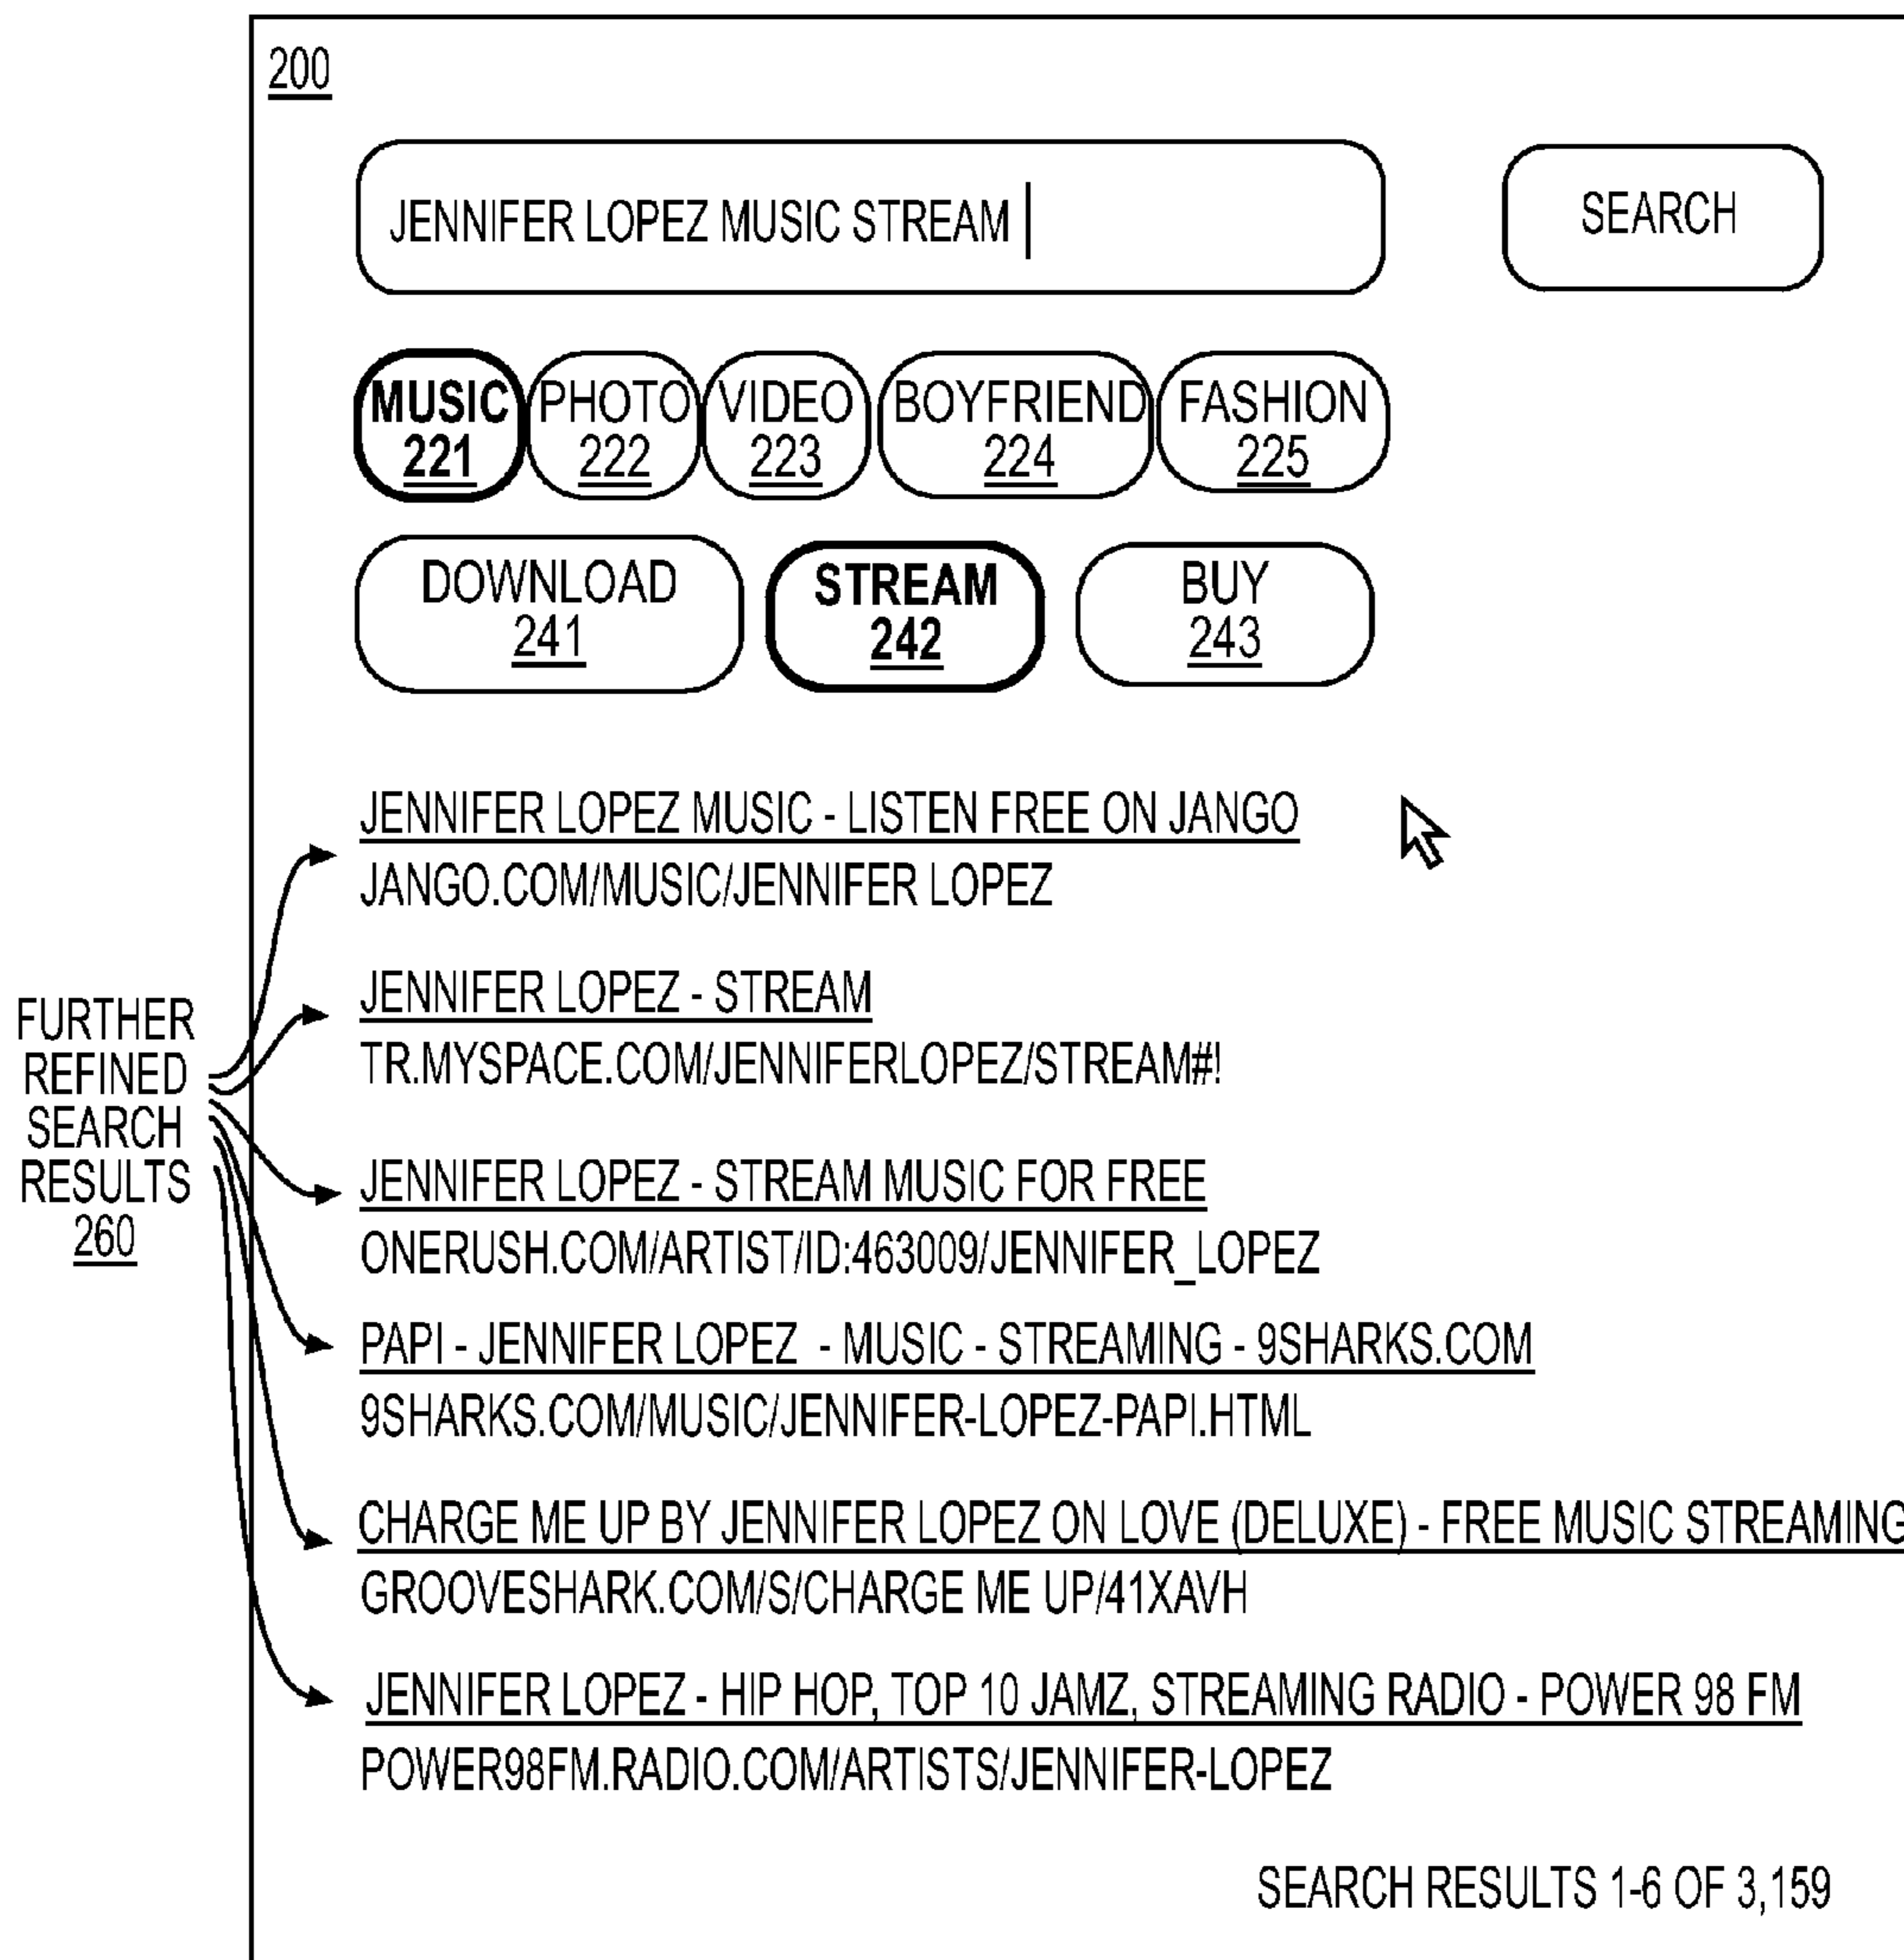 200
JENNIFER LOPEZ MUSIC STREAM
SEARCH
MUSIC PHOTO VIDEO BOYFRIEND FASHION
221 222 223 224 225
DOWNLOAD STREAM BUY
241 242 243
JENNIFER LOPEZ MUSIC - LISTEN FREE ON JANGO
JANGO.COM/MUSIC/JENNIFER LOPEZ
JENNIFER LOPEZ - STREAM
TR.MYSPACE.COM/JENNIFERLOPEZ/STREAM#!
FURTHER
REFINED
SEARCH
RESULTS
260
JENNIFER LOPEZ - STREAM MUSIC FOR FREE
ONERUSH.COM/ARTIST/ID:463009/JENNIFER_LOPEZ
PAPI - JENNIFER LOPEZ - MUSIC - STREAMING - 9SHARKS.COM
9SHARKS.COM/MUSIC/JENNIFER-LOPEZ-PAPI.HTML
CHARGE ME UP BY JENNIFER LOPEZ ON LOVE (DELUXE) - FREE MUSIC STREAMING
GROOVESHARK.COM/S/CHARGE ME UP/41XAVH
JENNIFER LOPEZ - HIP HOP, TOP 10 JAMZ, STREAMING RADIO - POWER 98 FM
POWER98FM.RADIO.COM/ARTISTS/JENNIFER-LOPEZ
SEARCH RESULTS 1-6 OF 3,159